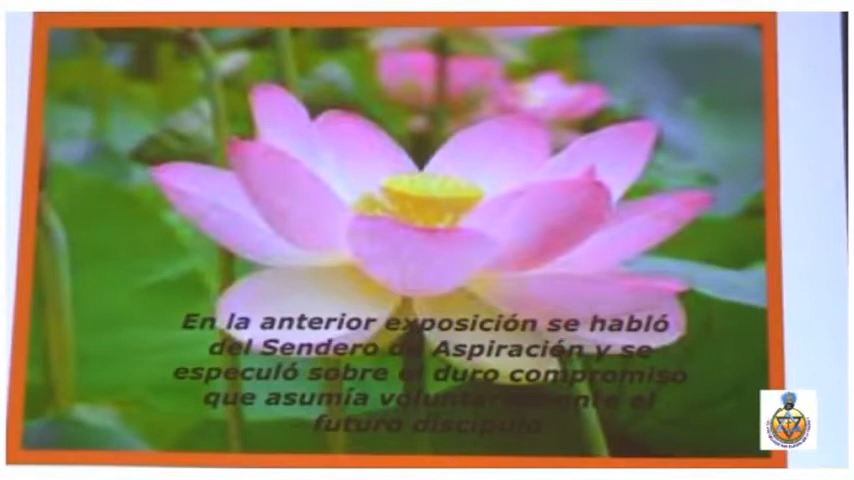 En la anterior exposición se habló
del Sendero de Aspiración y se
especuló sobre el duro compromiso
que asumía voluntariamente el
futuro discípulo